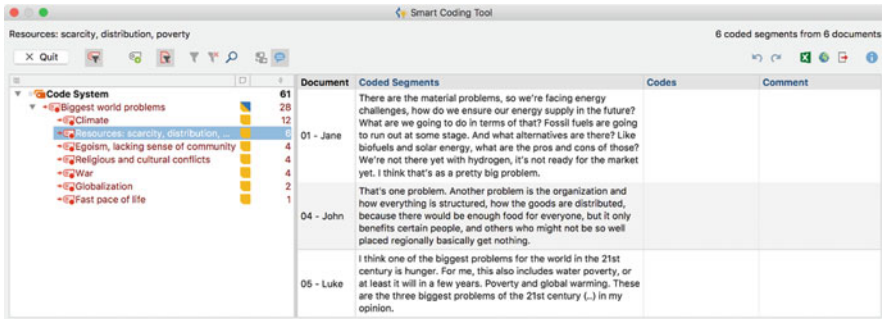 Smart Coding Tool
Resources: scarcity, distribution, poverty
6 coded segments from 6 documents
Quit
Code System 61
Biggest world problems 28
Climate 12
Resources: scarcity, distribution, ... 6
Egoism, lacking sense of community 4
Religious and cultural conflicts 4
War 4
Globalization 2
Fast pace of life 1
Document Coded Segments Codes Comment
01 - Jane
There are the material problems, so we're facing energy
challenges, how do we ensure our energy supply in the future?
What are we going to do in terms of that? Fossil fuels are going
to run out at some stage. And what alternatives are there? Like
biofuels and solar energy, what are the pros and cons of those?
We're not there yet with hydrogen, it's not ready for the market
yet. I think that's as a pretty big problem.
04 - John
That's one problem. Another problem is the organization and
how everything is structured, how the goods are distributed,
because there would be enough food for everyone, but it only
benefits certain people, and others who might not be so well
placed regionally basically get nothing.
05 - Luke
I think one of the biggest problems for the world in the 21st
century is hunger. For me, this also includes water poverty, or
at least it will in a few years. Poverty and global warming. These
are the three biggest problems of the 21st century (..) in my
opinion.